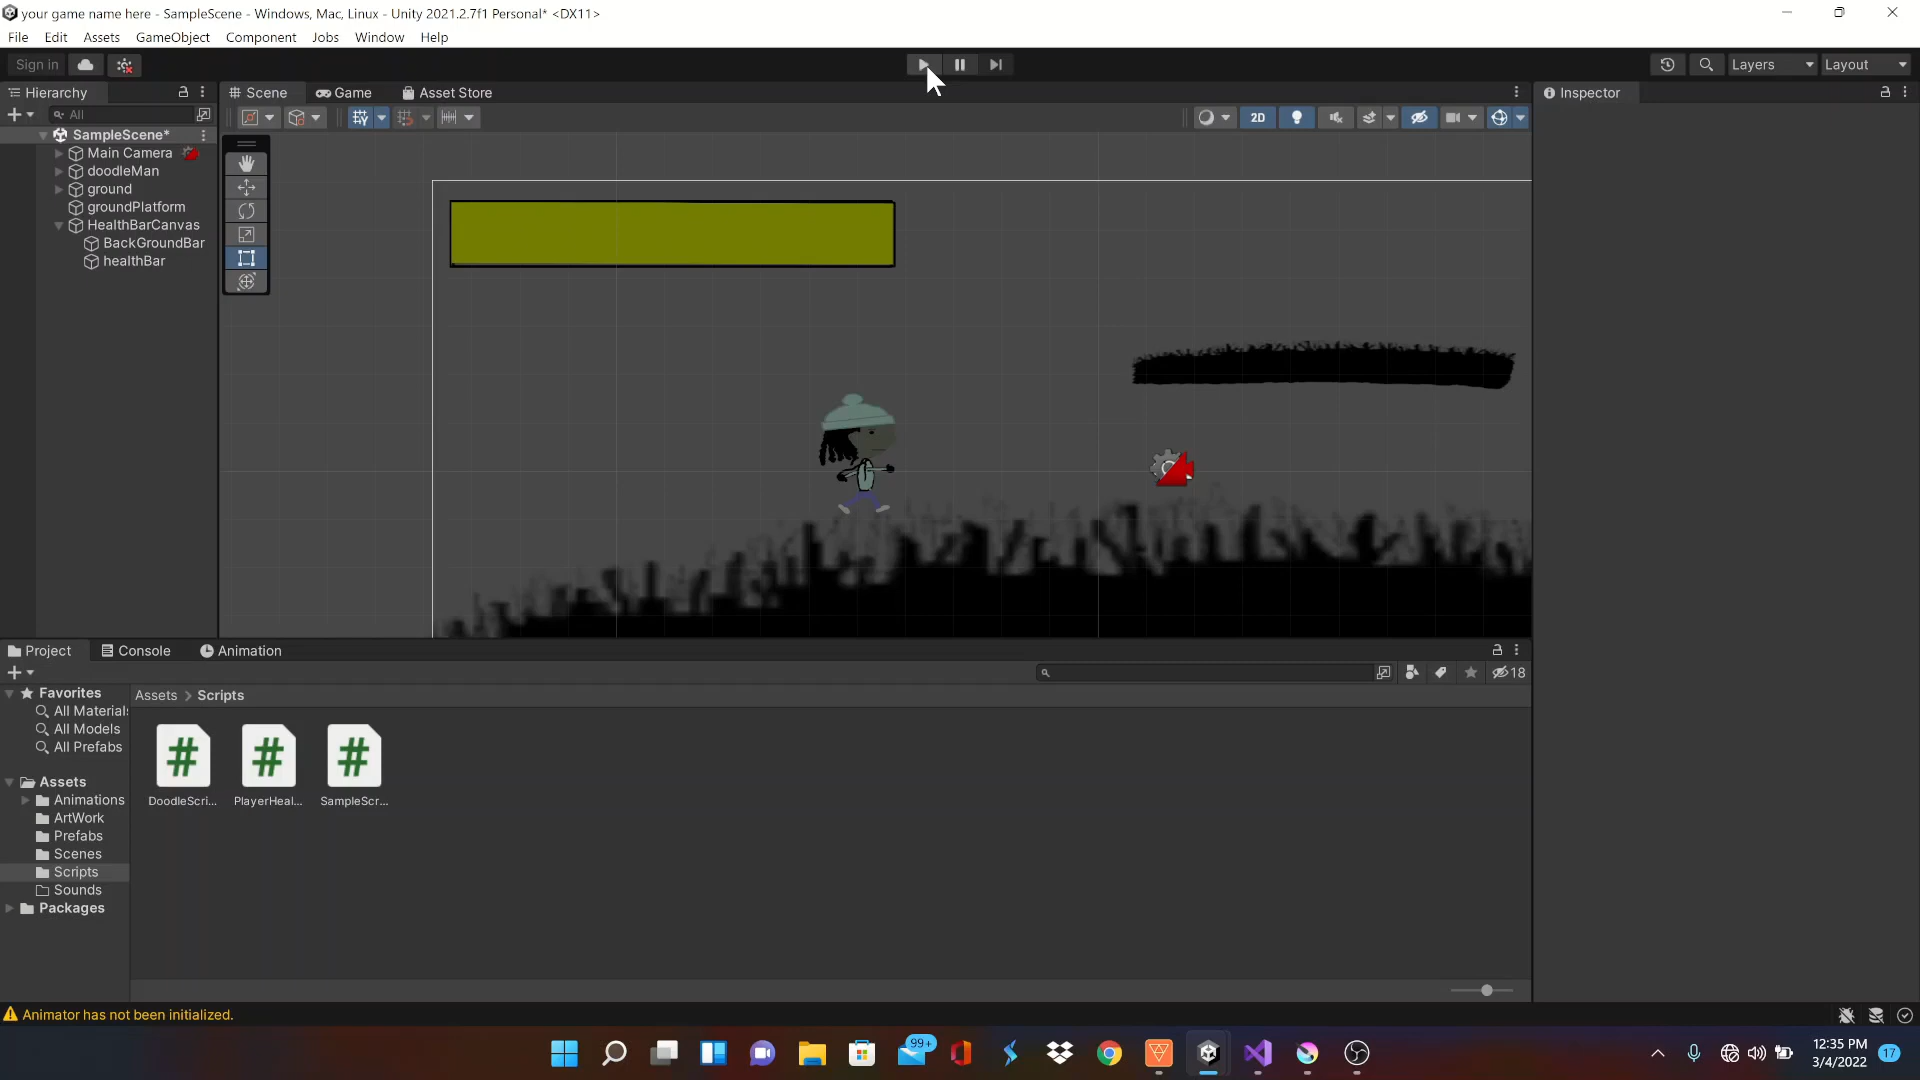 your game name here - SampleScene - Windows, Mac, Linux - Unity 2021.2.7f1 Personal* <DX11>
File Edit Assets GameObject Component Jobs Window Help
Sign in
Layers
Layout
Hierarchy
All
SampleScene*
Main Camera
doodleMan
ground
groundPlatform
HealthBarCanvas
BackGroundBar
healthBar
Scene
Game
Asset Store
2D
Inspector
Project
Console
Animation
18
Favorites
All Material
All Models
All Prefabs
Assets
Animations
ArtWork
Prefabs
Scenes
Scripts
Sounds
Packages
Assets > Scripts
DoodleScri...
PlayerHeal...
SampleScr...
Animator has not been initialized.
99+
12:35 PM
3/4/2022
17